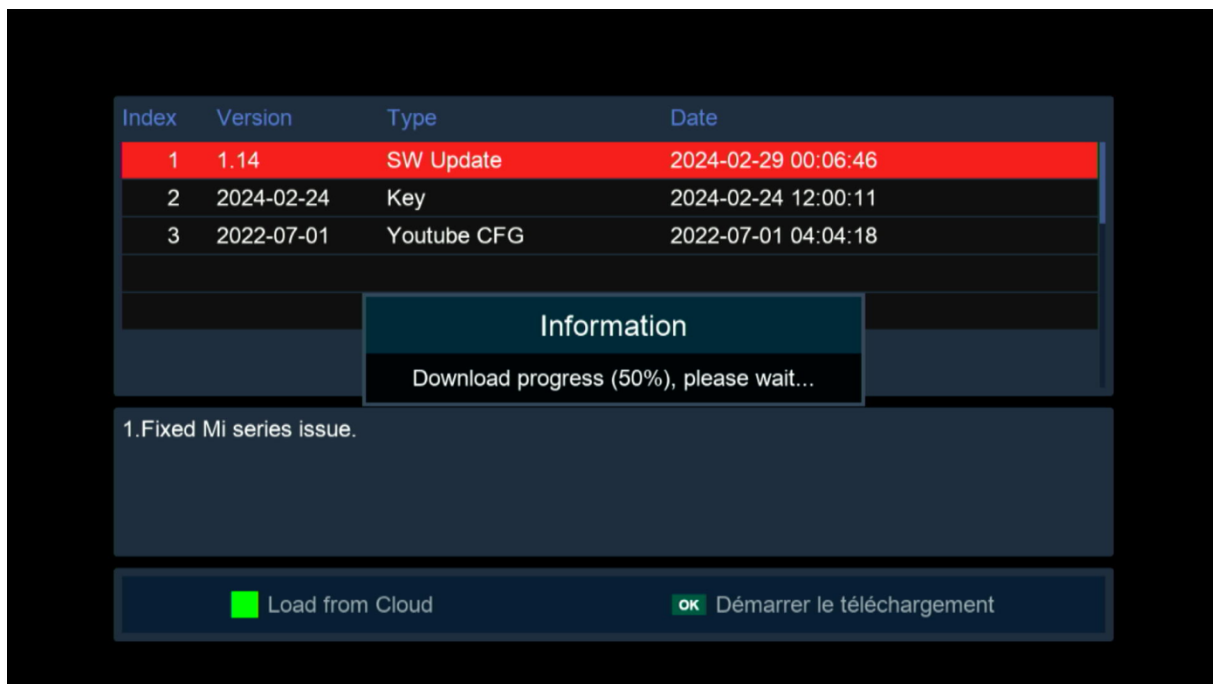 Index Version Type Date
1 1.14 SW Update 2024-02-29 00:06:46
2 2024-02-24 Key 2024-02-24 12:00:11
3 2022-07-01 Youtube CFG 2022-07-01 04:04:18
Information
Download progress (50%), please wait...
1.Fixed Mi series issue.
Load from Cloud OK Démarrer le téléchargement